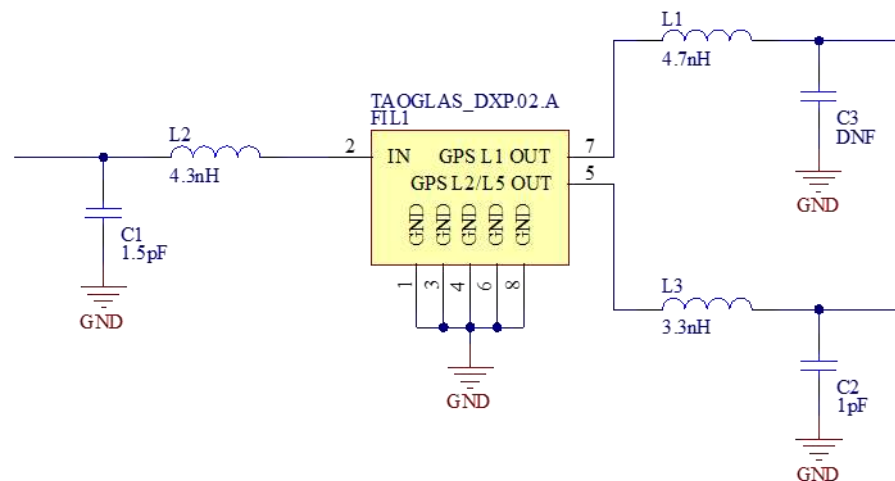 L1
4.7nH
C3
DNF
GND
TAOGLAS_DXP.02.A
FIL1
L2
4.3nH
2
IN
GPS L1 OUT
7
GPS L2/L5 OUT
5
GND
GND
GND
GND
GND
1
3
4
6
8
C1
1.5pF
GND
L3
3.3nH
GND
C2
1pF
GND